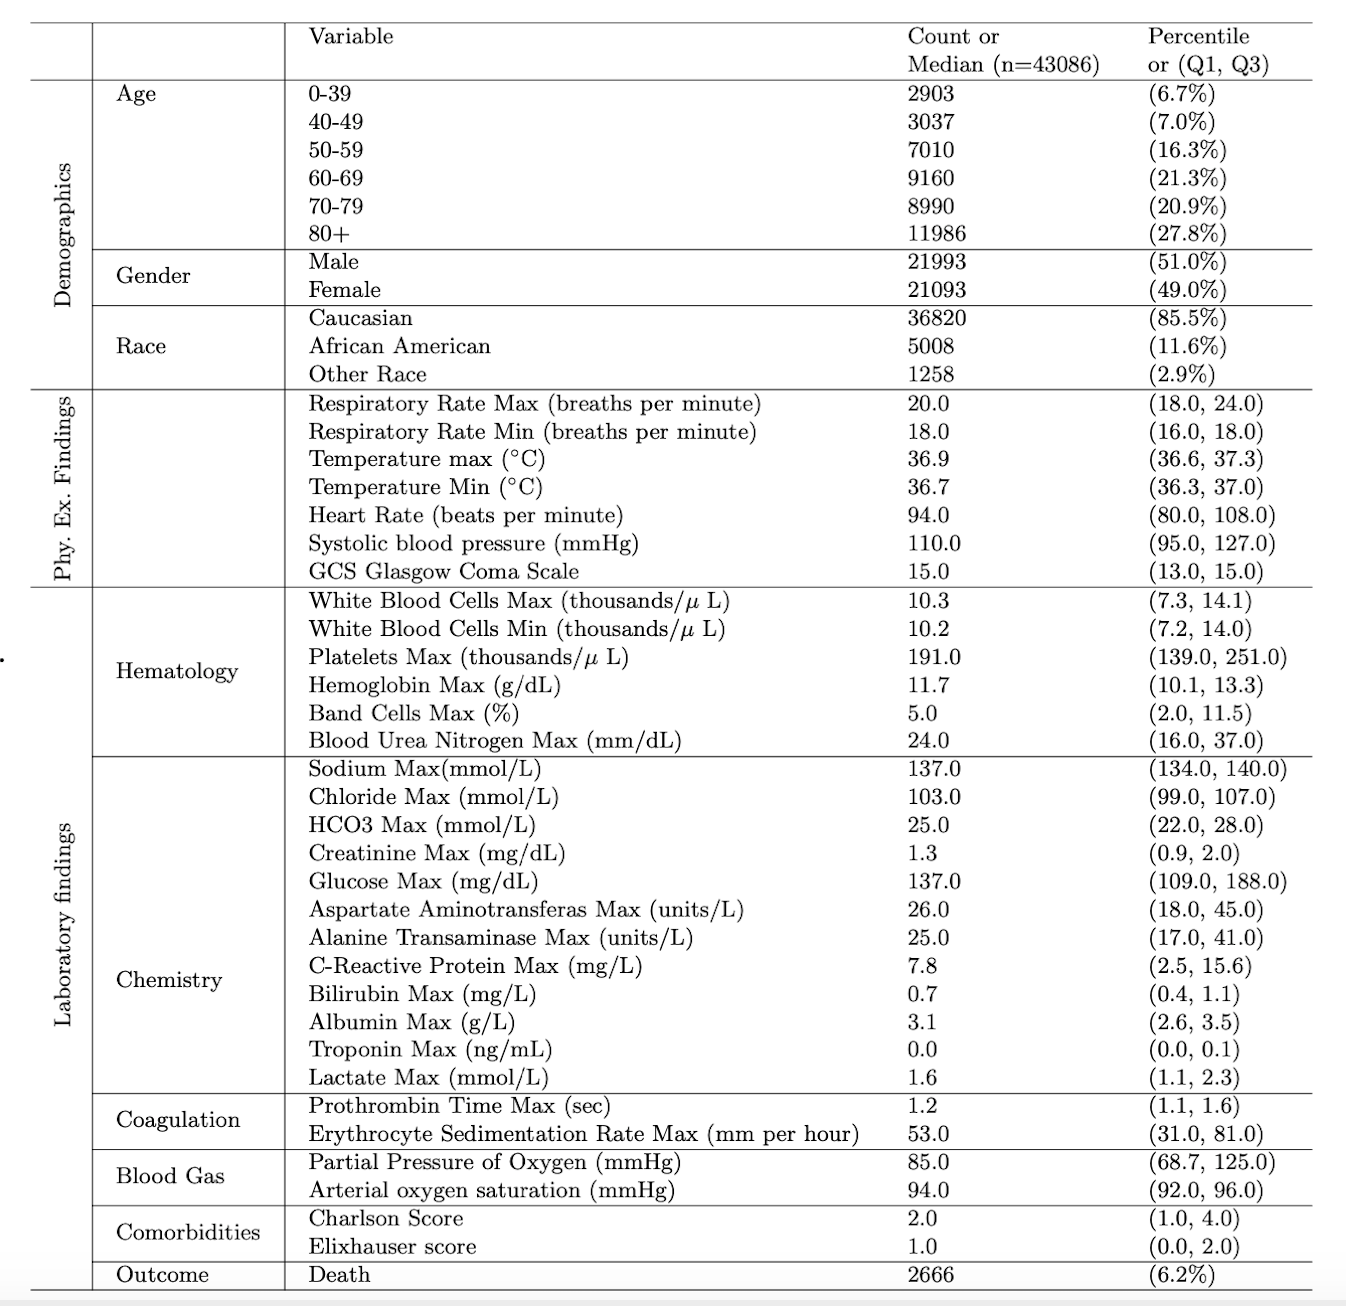 Variable Count or Percentile
Median (n=43086) or (Q1, Q3)
Demographics
Age 0-39 2903 (6.7%)
40-49 3037 (7.0%)
50-59 7010 (16.3%)
60-69 9160 (21.3%)
70-79 8990 (20.9%)
80+ 11986 (27.8%)
Gender
Male 21993 (51.0%)
Female 21093 (49.0%)
Race
Caucasian 36820 (85.5%)
African American 5008 (11.6%)
Other Race 1258 (2.9%)
Phy. Ex. Findings
Respiratory Rate Max (breaths per minute) 20.0 (18.0, 24.0)
Respiratory Rate Min (breaths per minute) 18.0 (16.0, 18.0)
Temperature max (°C) 36.9 (36.6, 37.3)
Temperature Min (°C) 36.7 (36.3, 37.0)
Heart Rate (beats per minute) 94.0 (80.0, 108.0)
Systolic blood pressure (mmHg) 110.0 (95.0, 127.0)
GCS Glasgow Coma Scale 15.0 (13.0, 15.0)
Laboratory findings
Hematology
White Blood Cells Max (thousands/μ L) 10.3 (7.3, 14.1)
White Blood Cells Min (thousands/μ L) 10.2 (7.2, 14.0)
Platelets Max (thousands/μ L) 191.0 (139.0, 251.0)
Hemoglobin Max (g/dL) 11.7 (10.1, 13.3)
Band Cells Max (%) 5.0 (2.0, 11.5)
Blood Urea Nitrogen Max (mm/dL) 24.0 (16.0, 37.0)
Chemistry
Sodium Max(mmol/L) 137.0 (134.0, 140.0)
Chloride Max (mmol/L) 103.0 (99.0, 107.0)
HCO3 Max (mmol/L) 25.0 (22.0, 28.0)
Creatinine Max (mg/dL) 1.3 (0.9, 2.0)
Glucose Max (mg/dL) 137.0 (109.0, 188.0)
Aspartate Aminotransferas Max (units/L) 26.0 (18.0, 45.0)
Alanine Transaminase Max (units/L) 25.0 (17.0, 41.0)
C-Reactive Protein Max (mg/L) 7.8 (2.5, 15.6)
Bilirubin Max (mg/L) 0.7 (0.4, 1.1)
Albumin Max (g/L) 3.1 (2.6, 3.5)
Troponin Max (ng/mL) 0.0 (0.0, 0.1)
Lactate Max (mmol/L) 1.6 (1.1, 2.3)
Coagulation
Prothrombin Time Max (sec) 1.2 (1.1, 1.6)
Erythrocyte Sedimentation Rate Max (mm per hour) 53.0 (31.0, 81.0)
Blood Gas
Partial Pressure of Oxygen (mmHg) 85.0 (68.7, 125.0)
Arterial oxygen saturation (mmHg) 94.0 (92.0, 96.0)
Comorbidities
Charlson Score 2.0 (1.0, 4.0)
Elixhauser score 1.0 (0.0, 2.0)
Outcome Death 2666 (6.2%)